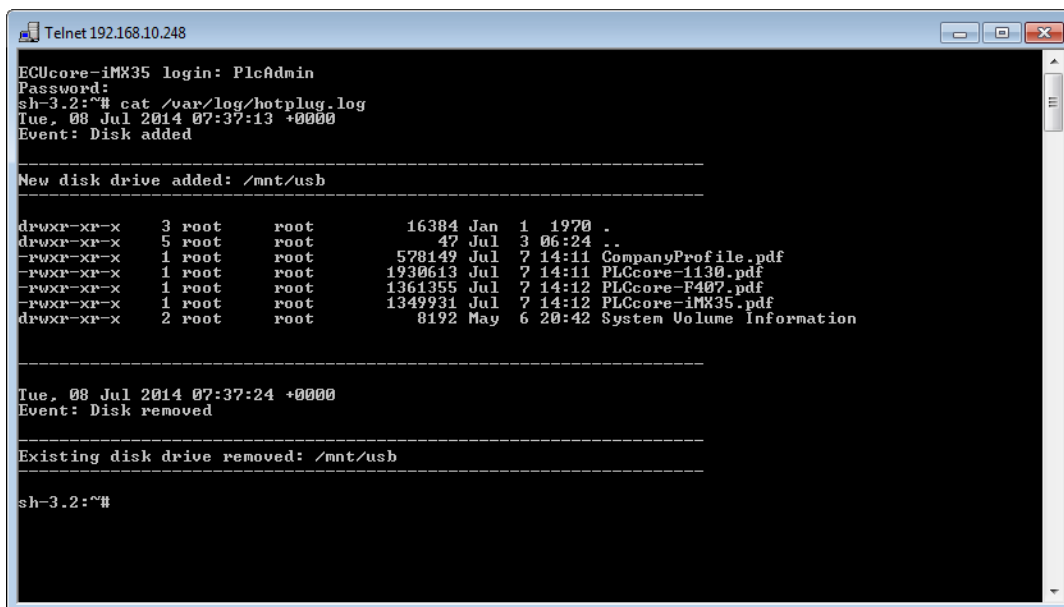 Telnet 192.168.10.248
ECUcore-iMX35 login: PlcAdmin
Password:
sh-3.2:~# cat /var/log/hotplug.log
Tue, 08 Jul 2014 07:37:13 +0000
Event: Disk added
--------------------------------------------------------------------------------
New disk drive added: /mnt/usb
--------------------------------------------------------------------------------
drwxr-xr-x    3 root     root        16384 Jan  1  1970 .
drwxr-xr-x    5 root     root           47 Jul  3 06:24 ..
-rwxr-xr-x    1 root     root       578149 Jul  7 14:11 CompanyProfile.pdf
-rwxr-xr-x    1 root     root      1930613 Jul  7 14:11 PLCcore-1130.pdf
-rwxr-xr-x    1 root     root      1361355 Jul  7 14:12 PLCcore-F407.pdf
-rwxr-xr-x    1 root     root      1349931 Jul  7 14:12 PLCcore-iMX35.pdf
drwxr-xr-x    2 root     root         8192 May  6 20:42 System Volume Information
--------------------------------------------------------------------------------
Tue, 08 Jul 2014 07:37:24 +0000
Event: Disk removed
--------------------------------------------------------------------------------
Existing disk drive removed: /mnt/usb
--------------------------------------------------------------------------------
sh-3.2:~#